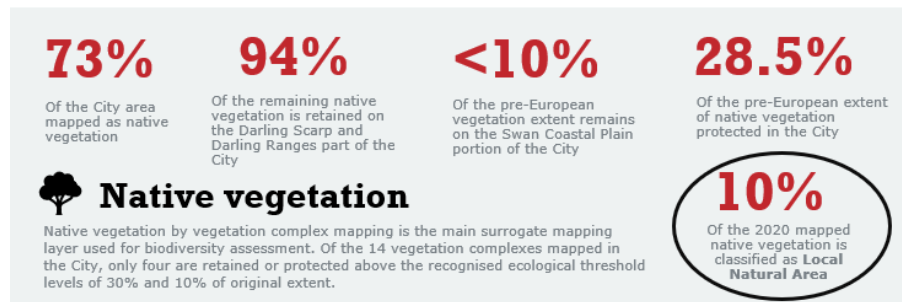 73%
Of the City area
mapped as native
vegetation
94%
Of the remaining native
vegetation is retained on
the Darling Scarp and
Darling Ranges part of the
City
<10%
Of the pre-European
vegetation extent remains
on the Swan Coastal Plain
portion of the City
28.5%
Of the pre-European extent
of native vegetation
protected in the City
Native vegetation
Native vegetation by vegetation complex mapping is the main surrogate mapping
layer used for biodiversity assessment. Of the 14 vegetation complexes mapped in
the City, only four are retained or protected above the recognised ecological threshold
levels of 30% and 10% of original extent.
10%
Of the 2020 mapped
native vegetation is
classified as Local
Natural Area